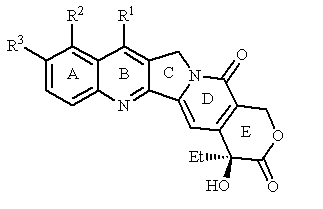 R² R¹
R³ A B C N O
N D
E O
Et
HO O